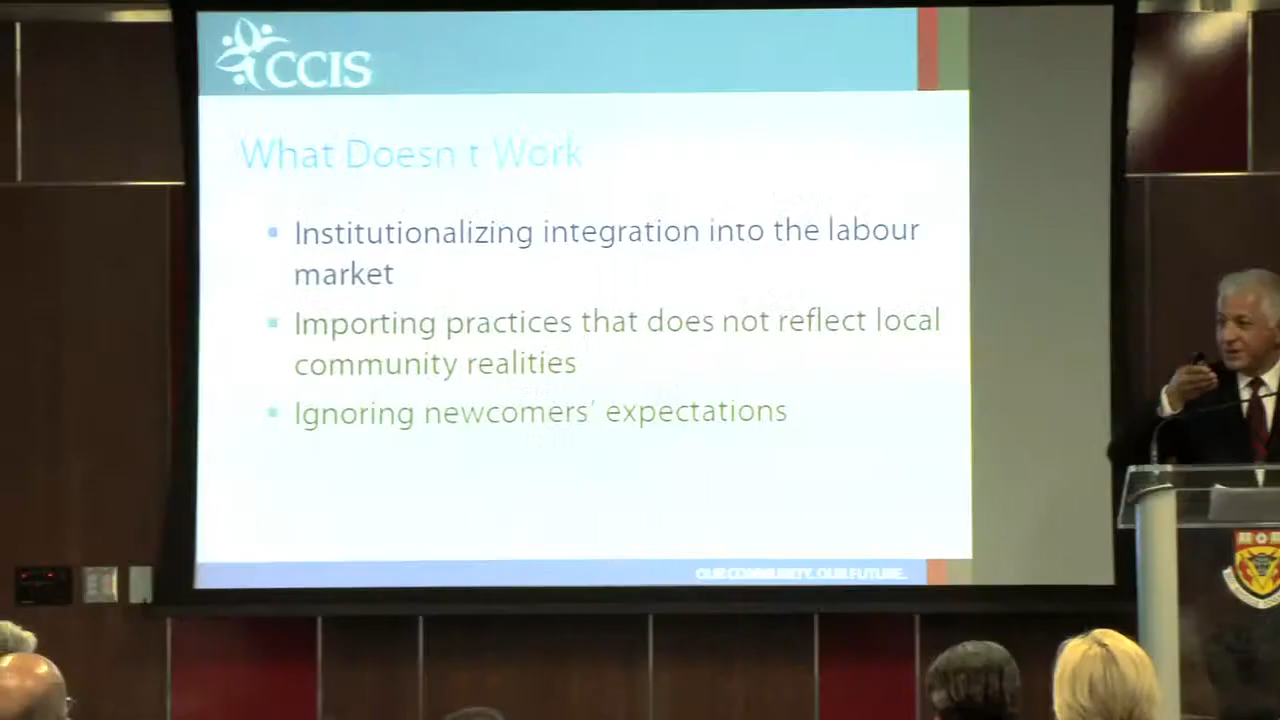 CCIS
What Doesn t Work
Institutionalizing integration into the labour
market
Importing practices that does not reflect local
community realities
Ignoring newcomers’ expectations
OUR COMMUNITY. OUR FUTURE.